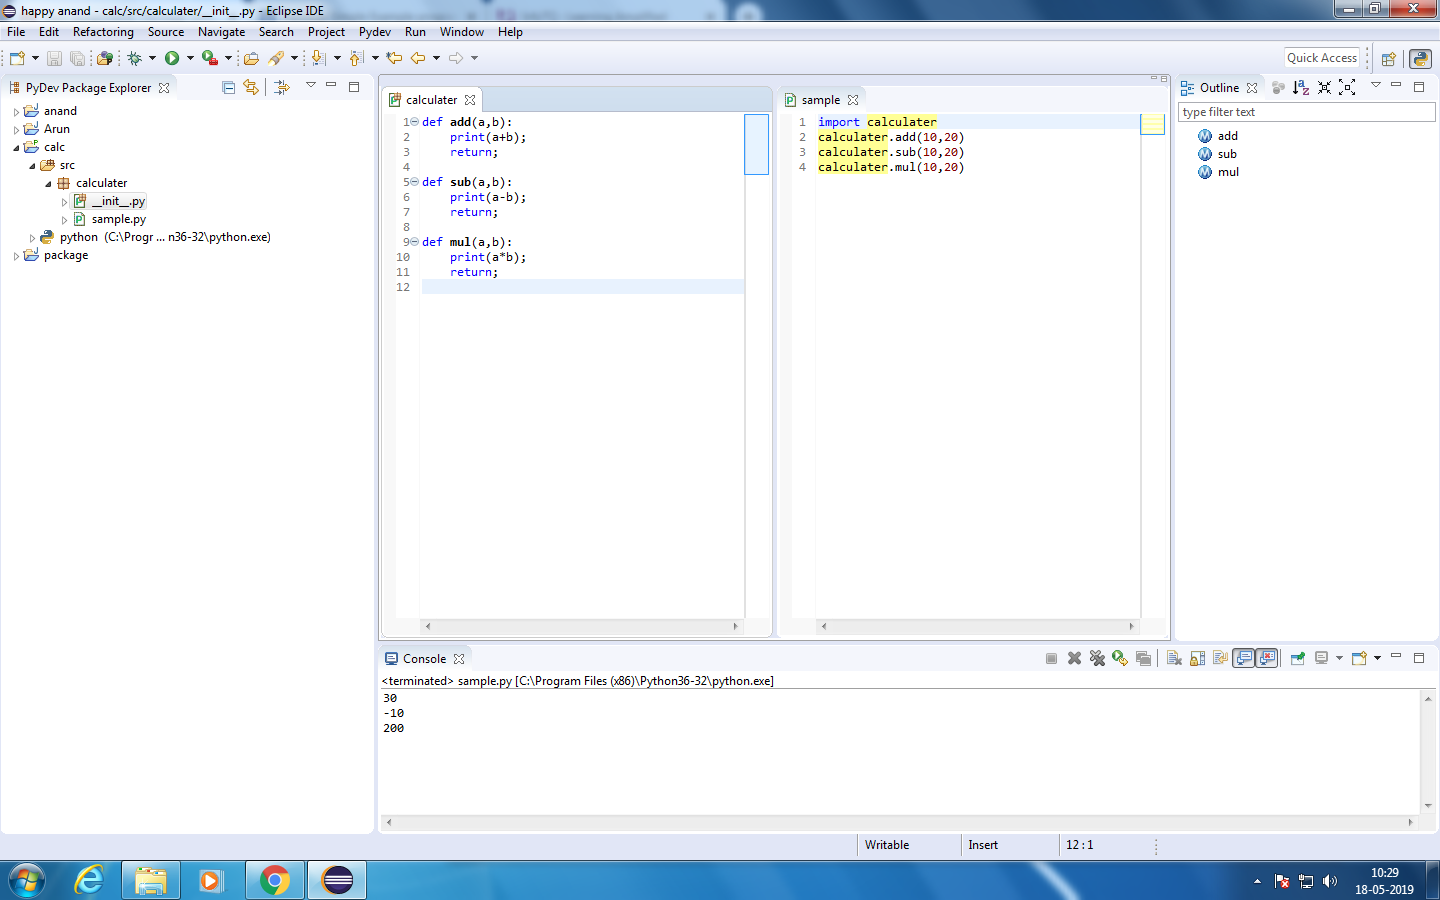 happy anand - calc/src/calculater/__init__.py - Eclipse IDE
File Edit Refactoring Source Navigate Search Project Pydev Run Window Help
Quick Access
PyDev Package Explorer
anand
Arun
calc
src
calculater
__init__.py
sample.py
python (C:\Progr ... n36-32\python.exe)
package
calculater
1 def add(a,b):
2 print(a+b);
3 return;
4
5 def sub(a,b):
6 print(a-b);
7 return;
8
9 def mul(a,b):
10 print(a*b);
11 return;
12
sample
1 import calculater
2 calculater.add(10,20)
3 calculater.sub(10,20)
4 calculater.mul(10,20)
Outline
type filter text
add
sub
mul
Console
<terminated> sample.py [C:\Program Files (x86)\Python36-32\python.exe]
30
-10
200
Writable Insert 12 : 1
10:29
18-05-2019